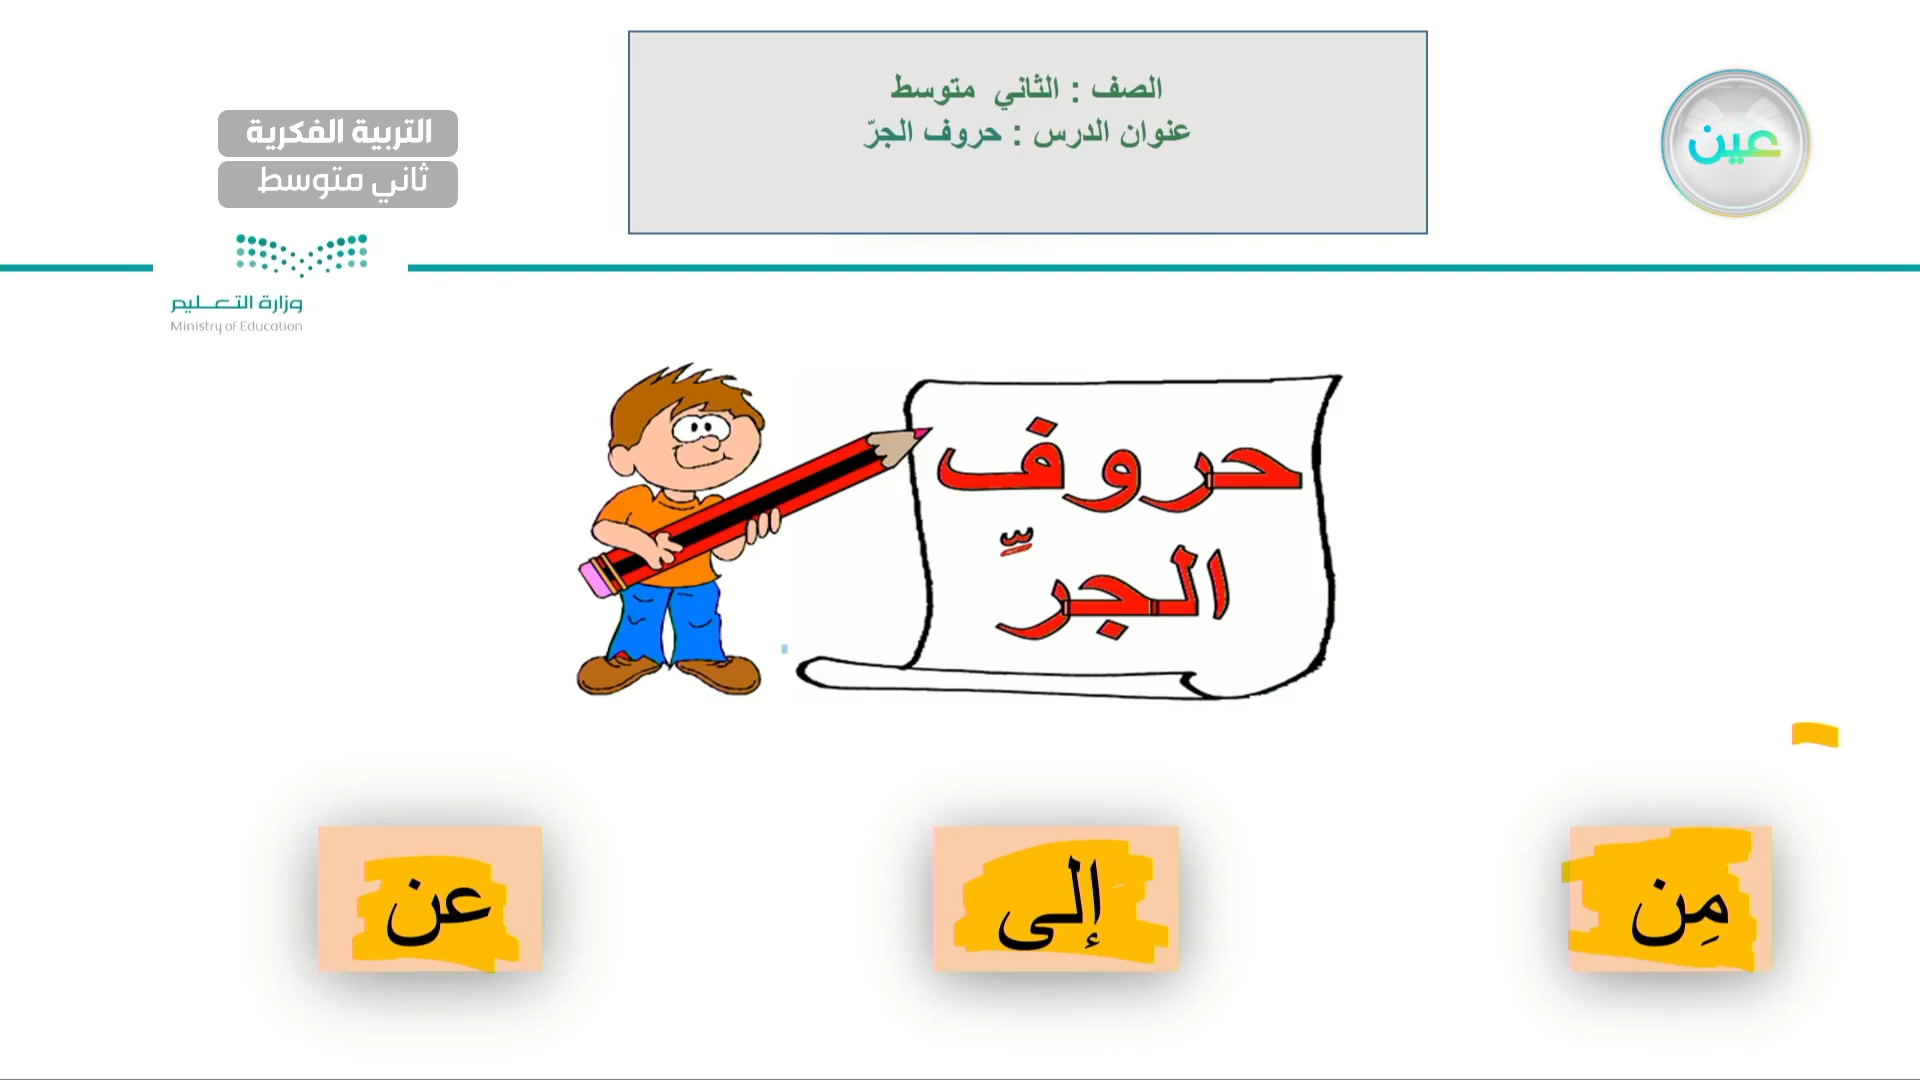 الصف : الثاني متوسط
عنوان الدرس : حروف الجرّ
عين
التربية الفكرية
ثاني متوسط
وزارة التعليم
Ministry of Education
حروف
الجرّ
مِن
إلى
عن